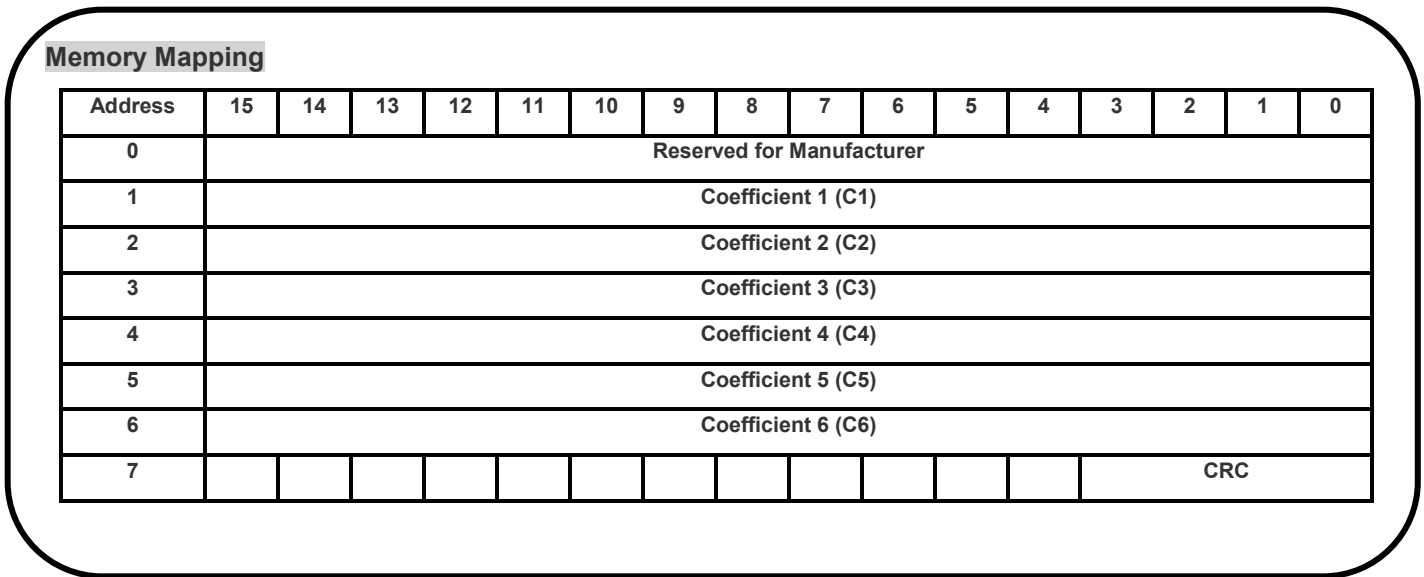 Memory Mapping
Address 15 14 13 12 11 10 9 8 7 6 5 4 3 2 1 0
0 Reserved for Manufacturer
1 Coefficient 1 (C1)
2 Coefficient 2 (C2)
3 Coefficient 3 (C3)
4 Coefficient 4 (C4)
5 Coefficient 5 (C5)
6 Coefficient 6 (C6)
7 CRC